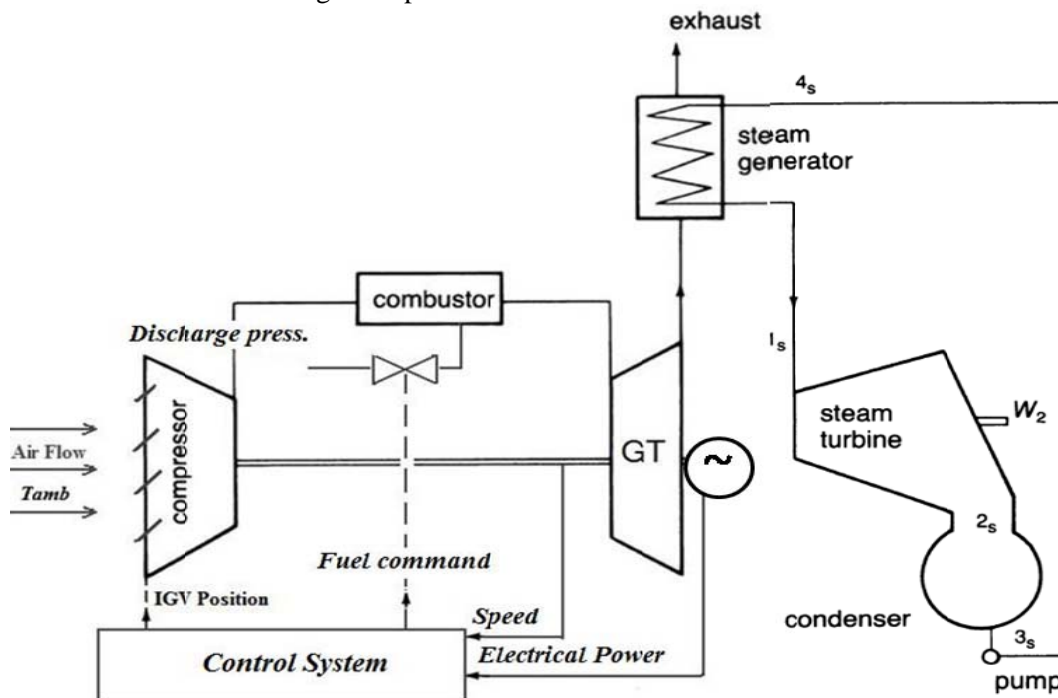 exhaust
4s
steam
generator
combustor
Discharge press.
1s
compressor
Air Flow
Tamb
GT
~
steam
turbine
W2
2s
Fuel command
IGV Position
Speed
condenser
Control System
Electrical Power
3s
pump